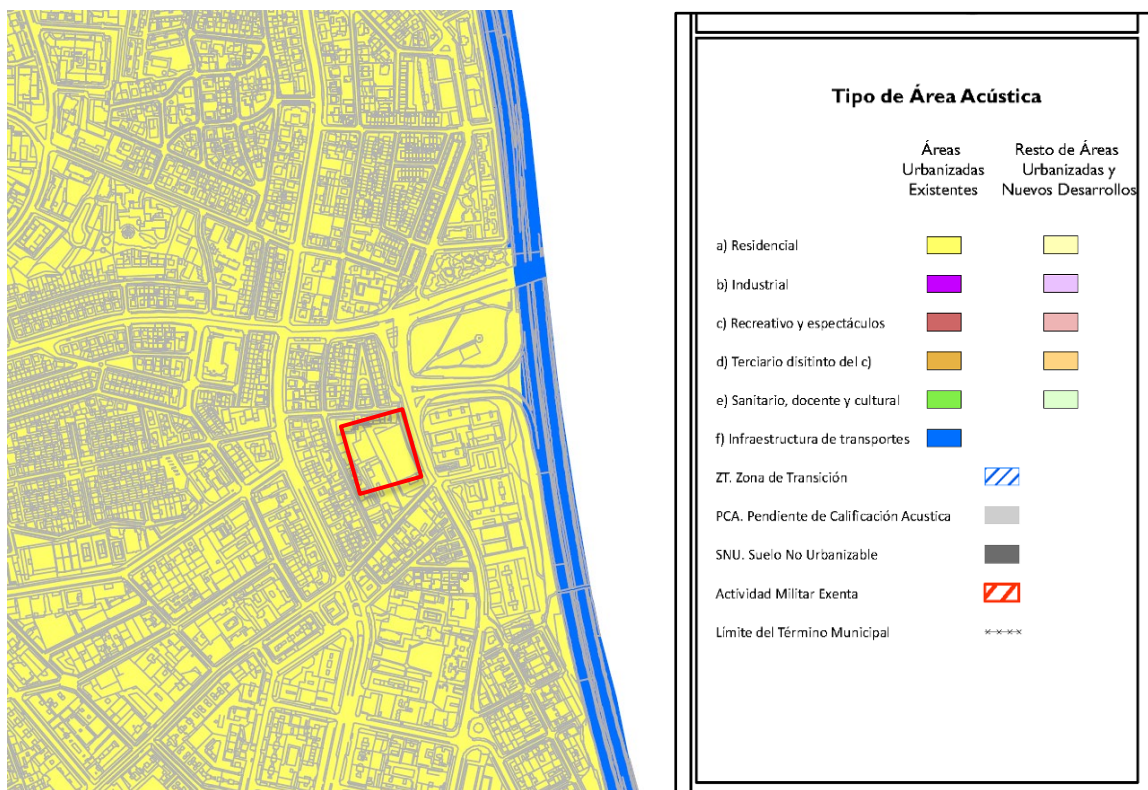 Tipo de Área Acústica
Áreas
Urbanizadas
Existentes
Resto de Áreas
Urbanizadas y
Nuevos Desarrollos
a) Residencial
b) Industrial
c) Recreativo y espectáculos
d) Terciario disitinto del c)
e) Sanitario, docente y cultural
f) Infraestructura de transportes
ZT. Zona de Transición
PCA. Pendiente de Calificación Acustica
SNU. Suelo No Urbanizable
Actividad Militar Exenta
Límite del Término Municipal